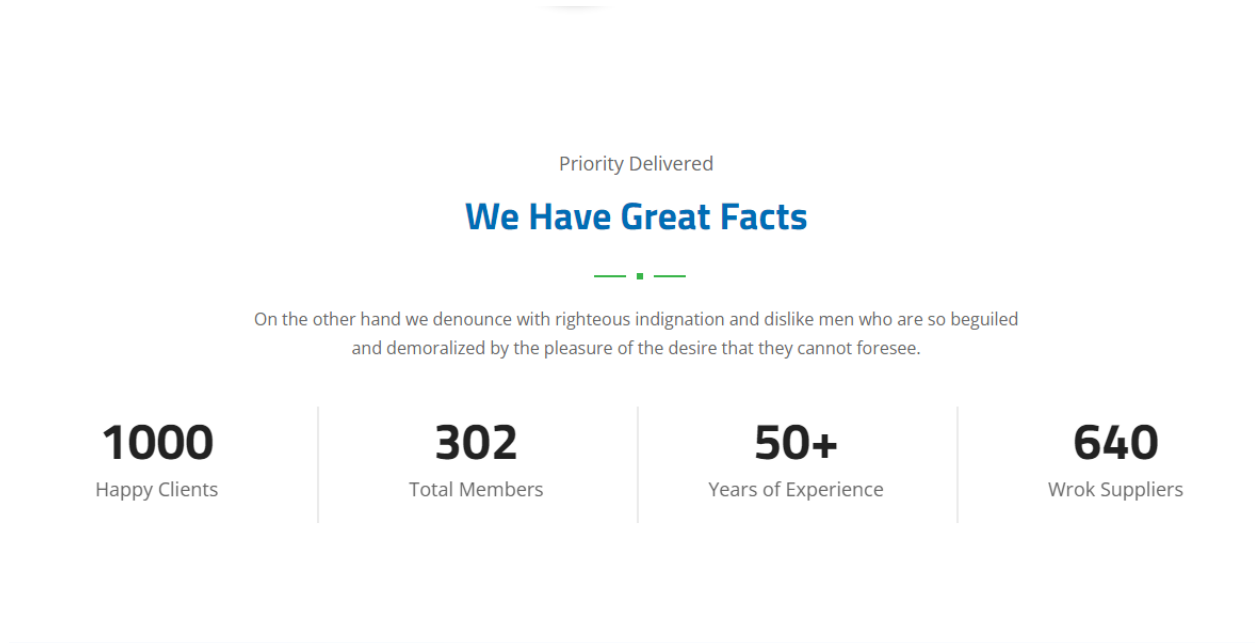 Priority Delivered
We Have Great Facts
On the other hand we denounce with righteous indignation and dislike men who are so beguiled
and demoralized by the pleasure of the desire that they cannot foresee.
1000
Happy Clients
302
Total Members
50+
Years of Experience
640
Wrok Suppliers